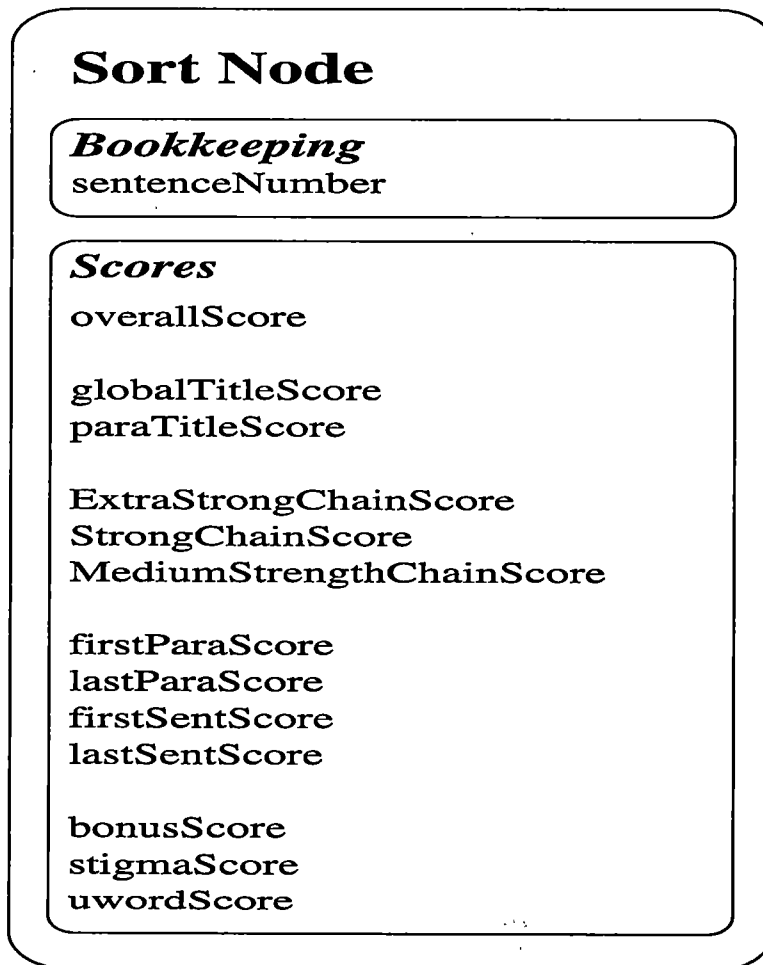 Sort Node
Bookkeeping
sentenceNumber
Scores
overallScore
globalTitleScore
paraTitleScore
ExtraStrongChainScore
StrongChainScore
MediumStrengthChainScore
firstParaScore
lastParaScore
firstSentScore
lastSentScore
bonusScore
stigmaScore
uwordScore